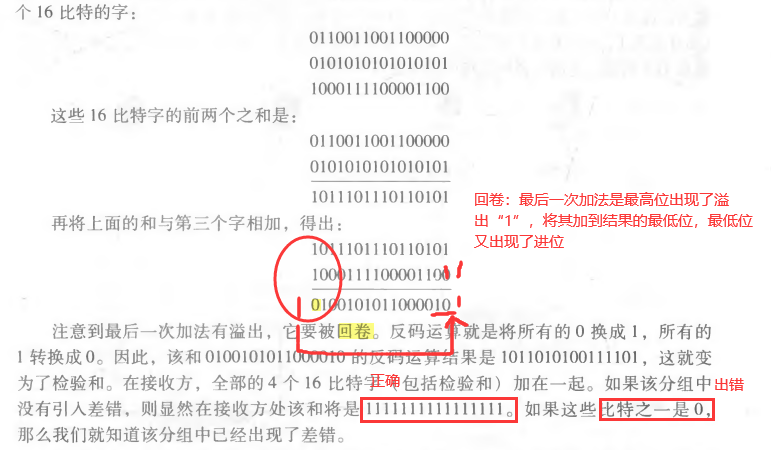 个 16 比特的字：
0110011001100000
0101010101010101
1000111100001100
这些 16 比特字的前两个之和是：
0110011001100000
0101010101010101
1011101110110101
再将上面的和与第三个字相加，得出：
1011101110110101
1000111100001100
0100101011000010
回卷：最后一次加法是最高位出现了溢
出“1”，将其加到结果的最低位，最低位
又出现了进位
注意到最后一次加法有溢出，它要被回卷。反码运算就是将所有的 0 换成 1，所有的
1 转换成 0。因此，该和 0100101011000010 的反码运算结果是 1011010100111101，这就变
为了检验和。在接收方，全部的 4 个 16 比特字（包括检验和）加在一起。如果该分组中
正确
出错
没有引入差错，则显然在接收方处该和将是 1111111111111111。如果这些比特之一是 0，
那么我们就知道该分组中已经出现了差错。